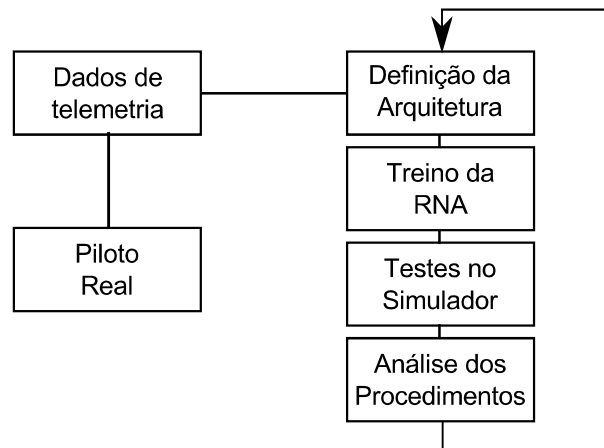 Dados de
telemetria
Piloto
Real
Definição da
Arquitetura
Treino da
RNA
Testes no
Simulador
Análise dos
Procedimentos